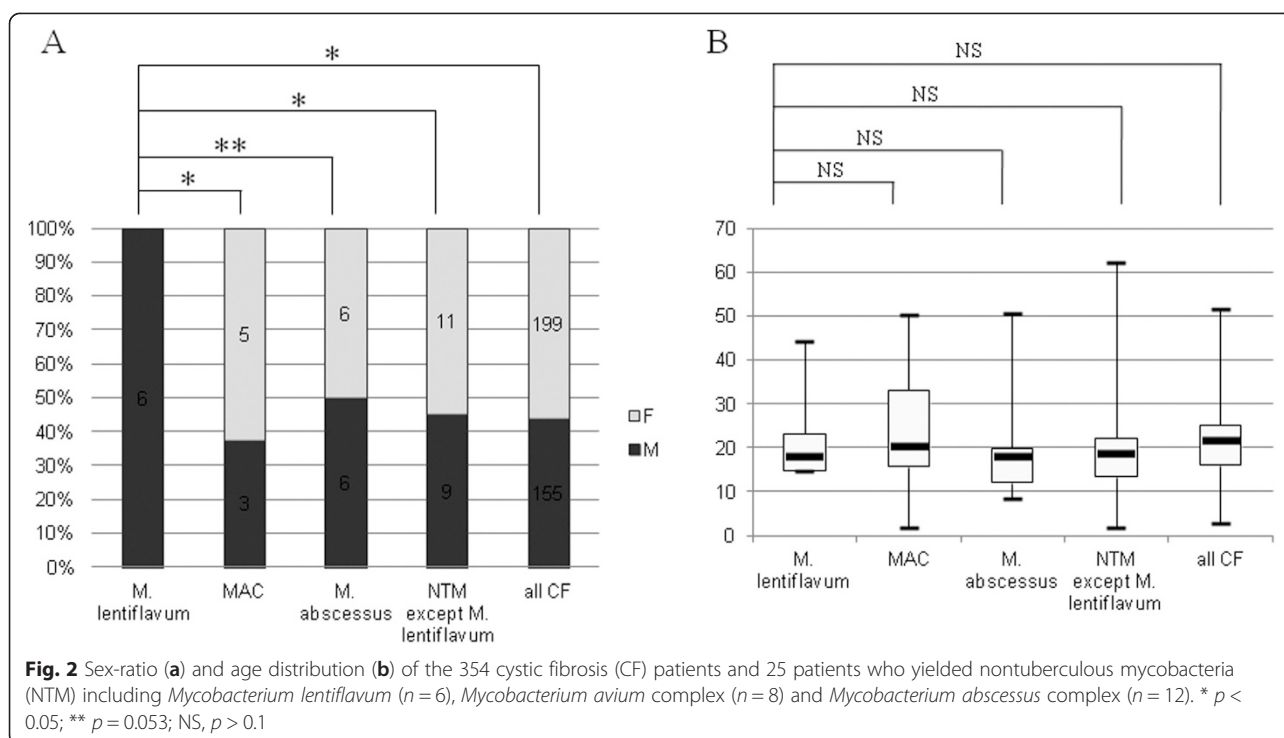 A
*
*
**
*
100%
90%
80%
70%
60%
50%
40%
30%
20%
10%
0%
6
5
3
6
6
11
9
199
155
M. lentiflavum
MAC
M. abscessus
NTM except M. lentiflavum
all CF
F
M
B
NS
NS
NS
NS
70
60
50
40
30
20
10
0
M. lentiflavum
MAC
M. abscessus
NTM except M. lentiflavum
all CF
Fig. 2 Sex-ratio (a) and age distribution (b) of the 354 cystic fibrosis (CF) patients and 25 patients who yielded nontuberculous mycobacteria
(NTM) including Mycobacterium lentiflavum (n = 6), Mycobacterium avium complex (n = 8) and Mycobacterium abscessus complex (n = 12). * p <
0.05; ** p = 0.053; NS, p > 0.1